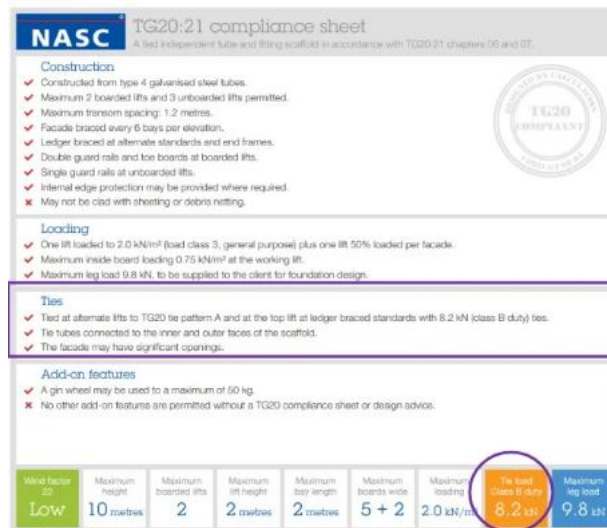 NASC
TG20:21 compliance sheet
A tied independent tube and fitting scaffold in accordance with TG20:21 chapters 06 and 07.
Construction
✔ Constructed from type 4 galvanised steel tubes.
✔ Maximum 2 boarded lifts and 3 unboarded lifts permitted.
✔ Maximum transom spacing: 1.2 metres.
✔ Facade braced every 6 bays per elevation.
✔ Ledger braced at alternate standards and end frames.
✔ Double guard rails and toe boards at boarded lifts.
✔ Single guard rails at unboarded lifts.
✔ Internal edge protection may be provided where required.
✖ May not be clad with sheeting or debris netting.
TG20
COMPLIANT
Loading
✔ One lift loaded to 2.0 kN/m² (load class 3, general purpose) plus one lift 50% loaded per facade.
✔ Maximum inside board loading 0.75 kN/m² at the working lift.
✔ Maximum leg load 9.8 kN, to be supplied to the client for foundation design.
Ties
✔ Tied at alternate lifts to TG20 tie pattern A and at the top lift at ledger braced standards with 8.2 kN (class B duty) ties.
✔ Tie tubes connected to the inner and outer faces of the scaffold.
✔ The facade may have significant openings.
Add-on features
✔ A gin wheel may be used to a maximum of 50 kg.
✖ No other add-on features are permitted without a TG20 compliance sheet or design advice.
Wind factor
22
Low
Maximum
height
10 metres
Maximum
boarded lifts
2
Maximum
lift height
2 metres
Maximum
bay length
2 metres
Maximum
boards wide
5 + 2
Maximum
loading
2.0 kN/m
Tie load
Class B duty
8.2 kN
Maximum
leg load
9.8 kN